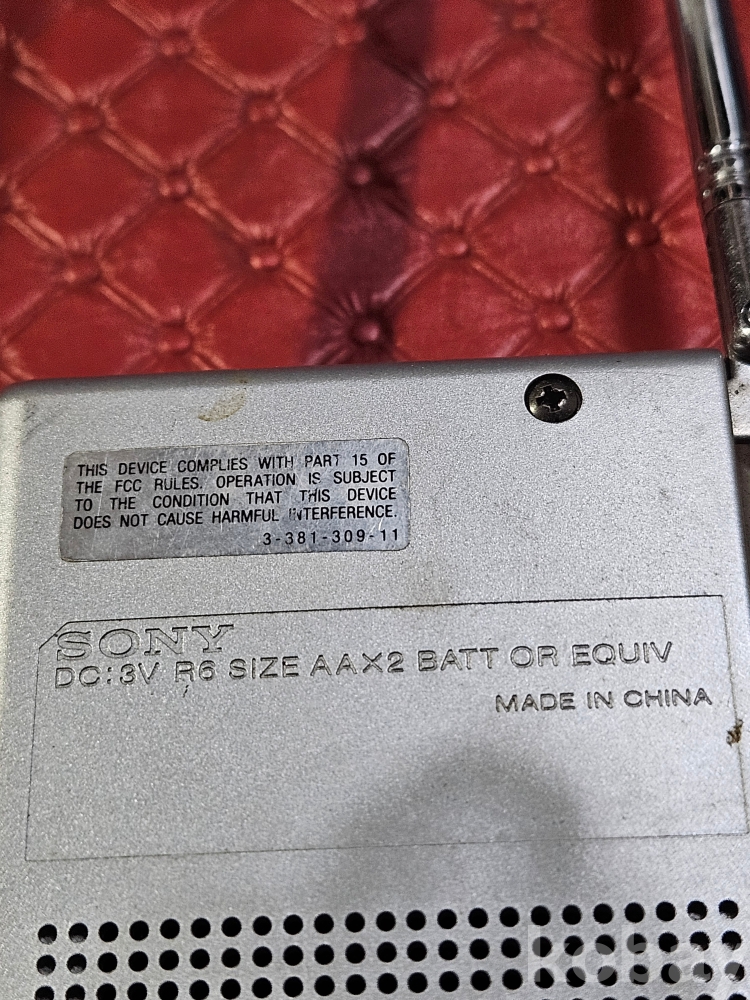 THIS DEVICE COMPLIES WITH PART 15 OF
THE FCC RULES. OPERATION IS SUBJECT
TO THE CONDITION THAT THIS DEVICE
DOES NOT CAUSE HARMFUL INTERFERENCE.
3-381-309-11
SONY
DC:3V R6 SIZE AAX2 BATT OR EQUIV
MADE IN CHINA